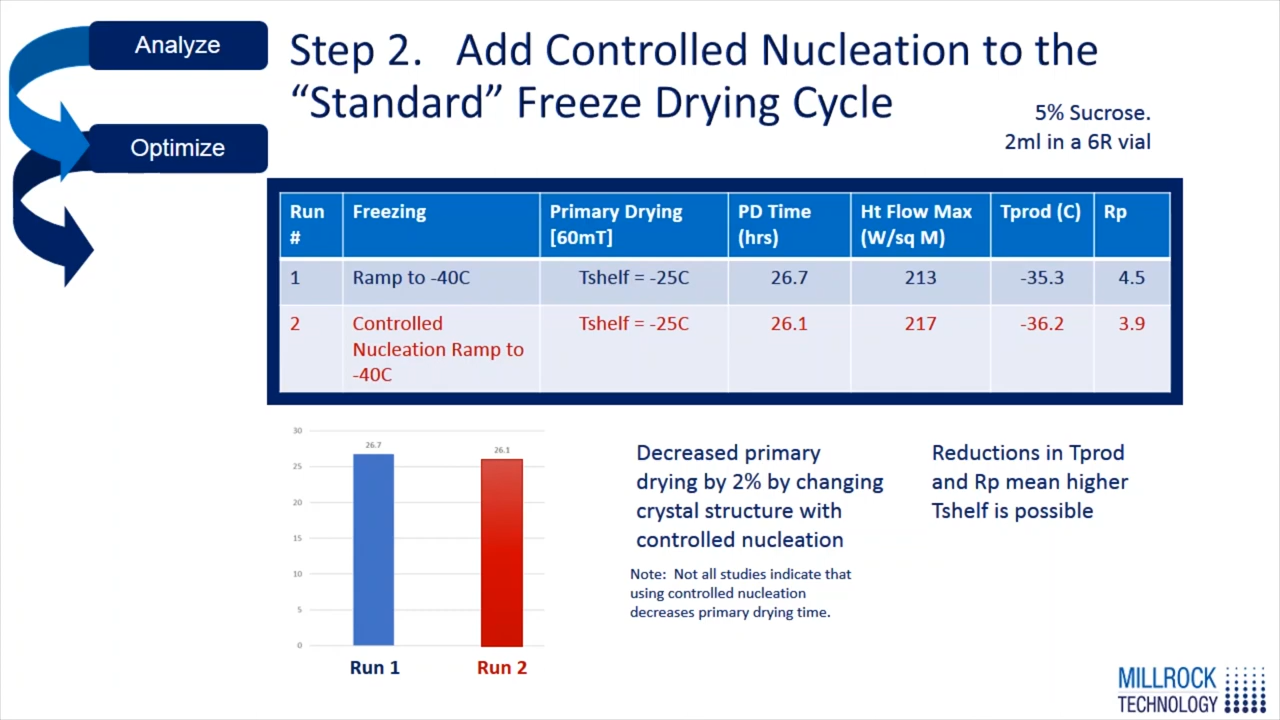 Analyze
Optimize
Step 2. Add Controlled Nucleation to the
“Standard” Freeze Drying Cycle
5% Sucrose.
2ml in a 6R vial
Run # Freezing Primary Drying [60mT] PD Time (hrs) Ht Flow Max (W/sq M) Tprod (C) Rp
1 Ramp to -40C Tshelf = -25C 26.7 213 -35.3 4.5
2 Controlled Nucleation Ramp to -40C Tshelf = -25C 26.1 217 -36.2 3.9
30
25
20
15
10
5
0
26.7
26.1
Run 1
Run 2
Decreased primary
drying by 2% by changing
crystal structure with
controlled nucleation
Note: Not all studies indicate that
using controlled nucleation
decreases primary drying time.
Reductions in Tprod
and Rp mean higher
Tshelf is possible
MILLROCK
TECHNOLOGY